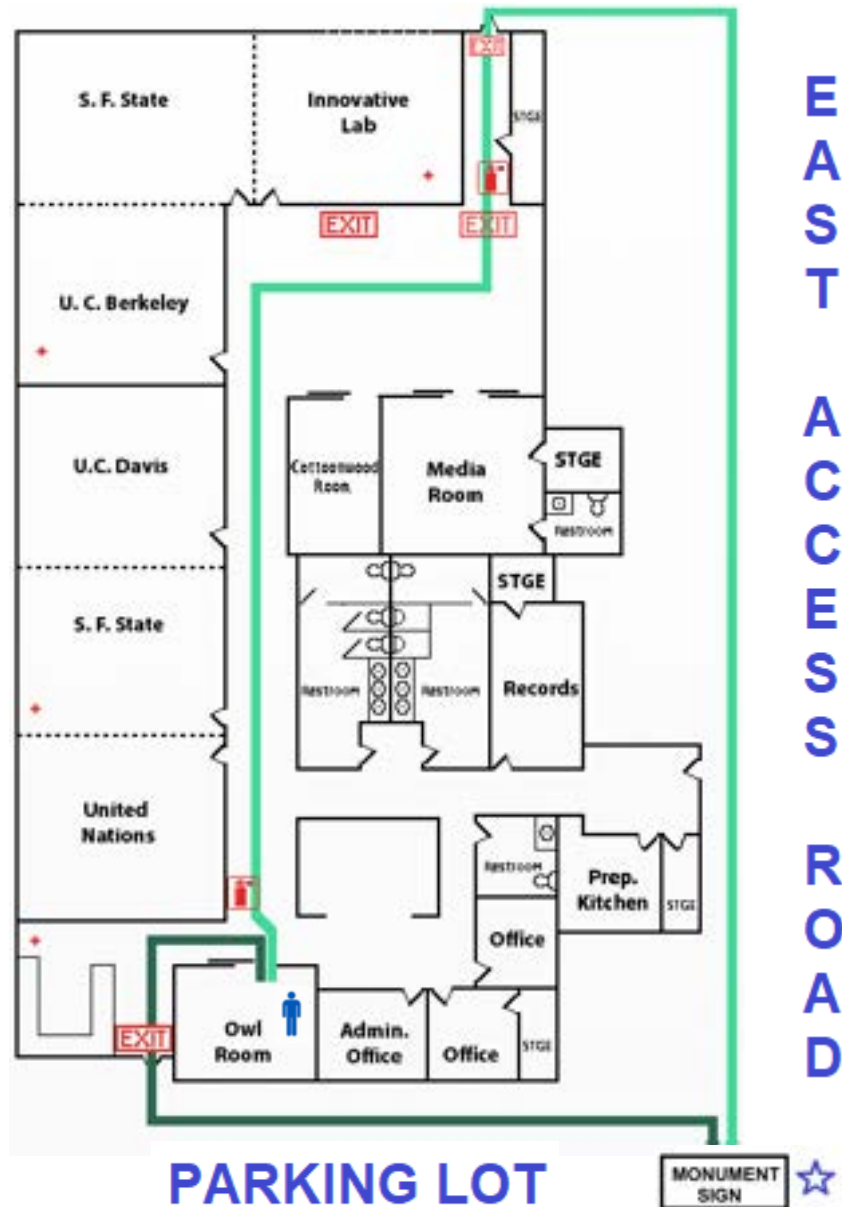 EXIT
S. F. State
Innovative
Lab
STGE
EXIT
EXIT
U. C. Berkeley
U.C. Davis
Cottoonwood
Room
Media
Room
STGE
Restroom
STGE
S. F. State
Restroom
Restroom
Records
United
Nations
Restroom
Prep.
Kitchen
STGE
Office
EXIT
Owl
Room
Admin.
Office
Office
STGE
EAST ACCESS ROAD
PARKING LOT
MONUMENT
SIGN